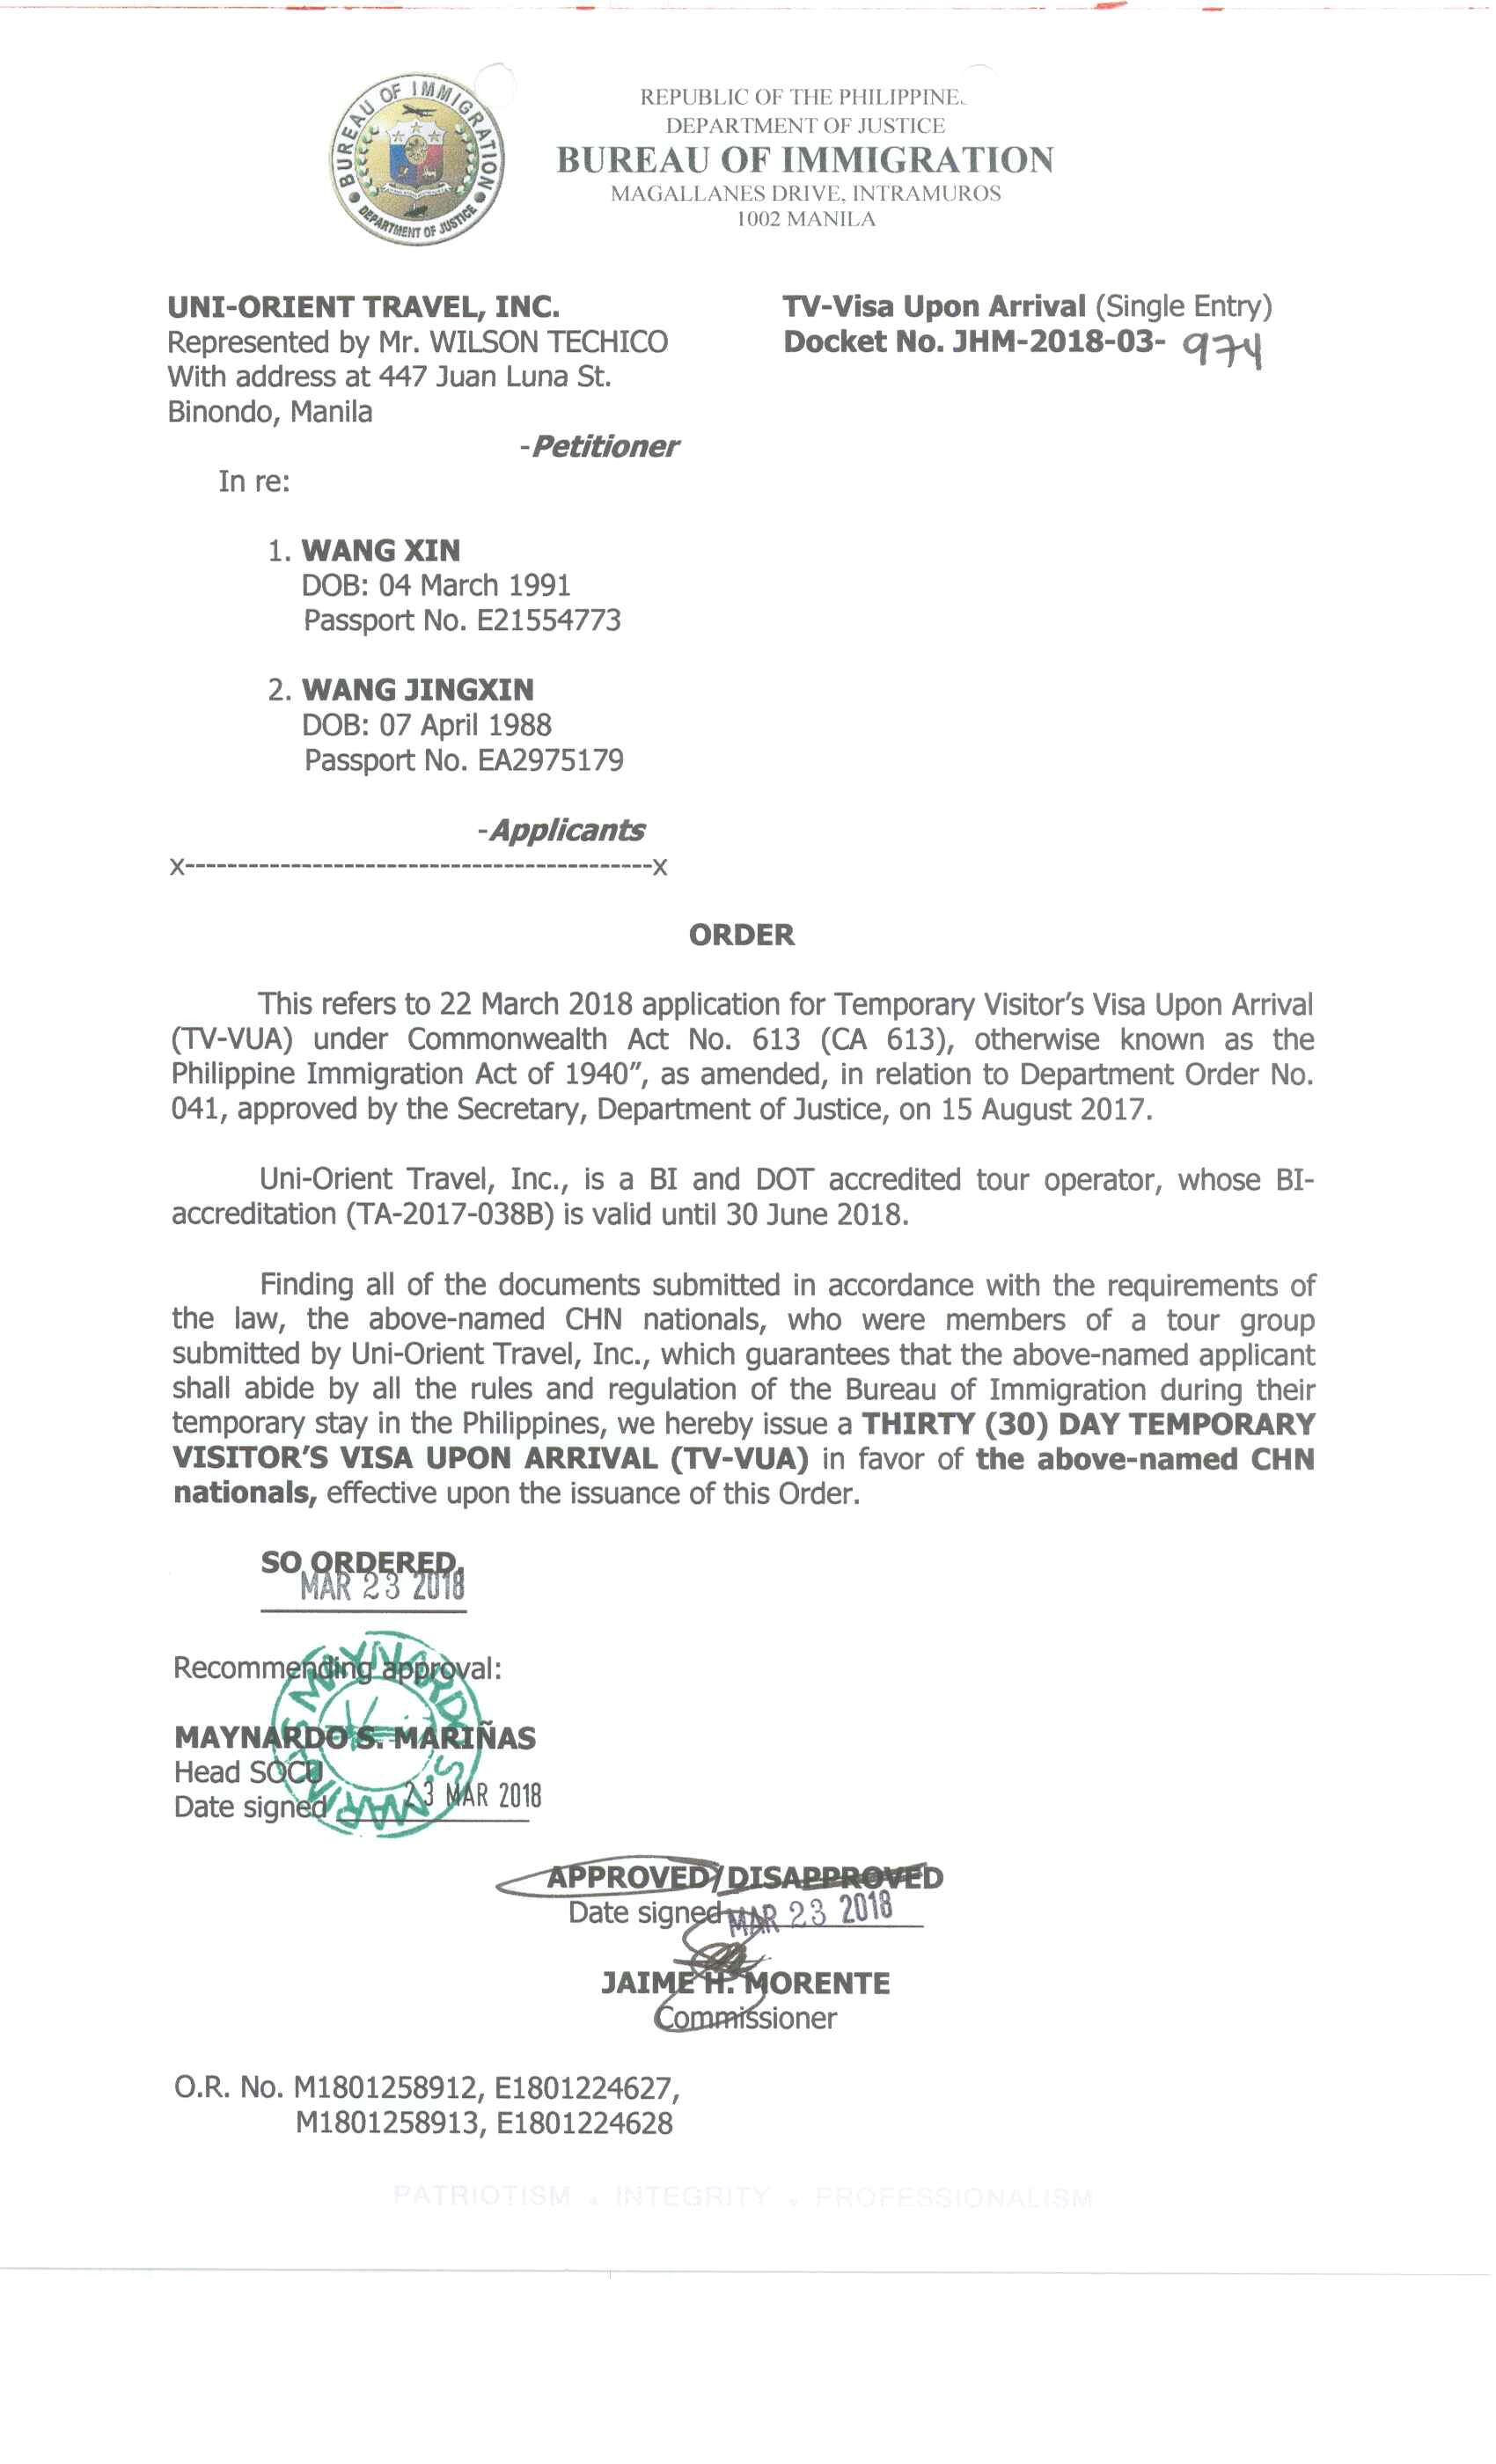 BUREAU OF IMMIGRATION
DEPARTMENT OF JUSTICE
REPUBLIC OF THE PHILIPPINE
DEPARTMENT OF JUSTICE
BUREAU OF IMMIGRATION
MAGALLANES DRIVE, INTRAMUROS
1002 MANILA
UNI-ORIENT TRAVEL, INC.
Represented by Mr. WILSON TECHICO
With address at 447 Juan Luna St.
Binondo, Manila
-Petitioner
TV-Visa Upon Arrival (Single Entry)
Docket No. JHM-2018-03- 974
In re:
1. WANG XIN
DOB: 04 March 1991
Passport No. E21554773
2. WANG JINGXIN
DOB: 07 April 1988
Passport No. EA2975179
-Applicants
x--------------------------------------------x
ORDER
This refers to 22 March 2018 application for Temporary Visitor's Visa Upon Arrival
(TV-VUA) under Commonwealth Act No. 613 (CA 613), otherwise known as the
Philippine Immigration Act of 1940", as amended, in relation to Department Order No.
041, approved by the Secretary, Department of Justice, on 15 August 2017.
Uni-Orient Travel, Inc., is a BI and DOT accredited tour operator, whose BI-
accreditation (TA-2017-038B) is valid until 30 June 2018.
Finding all of the documents submitted in accordance with the requirements of
the law, the above-named CHN nationals, who were members of a tour group
submitted by Uni-Orient Travel, Inc., which guarantees that the above-named applicant
shall abide by all the rules and regulation of the Bureau of Immigration during their
temporary stay in the Philippines, we hereby issue a THIRTY (30) DAY TEMPORARY
VISITOR'S VISA UPON ARRIVAL (TV-VUA) in favor of the above-named CHN
nationals, effective upon the issuance of this Order.
SO ORDERED.
MAR 23 2018
Recommending approval:
MAYNARDO S. MARIÑAS
MAYNARDO S. MARIÑAS
Head SOCU
Date signed 23 MAR 2018
APPROVED/DISAPPROVED
Date signed MAR 23 2018
JAIME H. MORENTE
Commissioner
O.R. No. M1801258912, E1801224627,
M1801258913, E1801224628
PATRIOTISM • INTEGRITY • PROFESSIONALISM